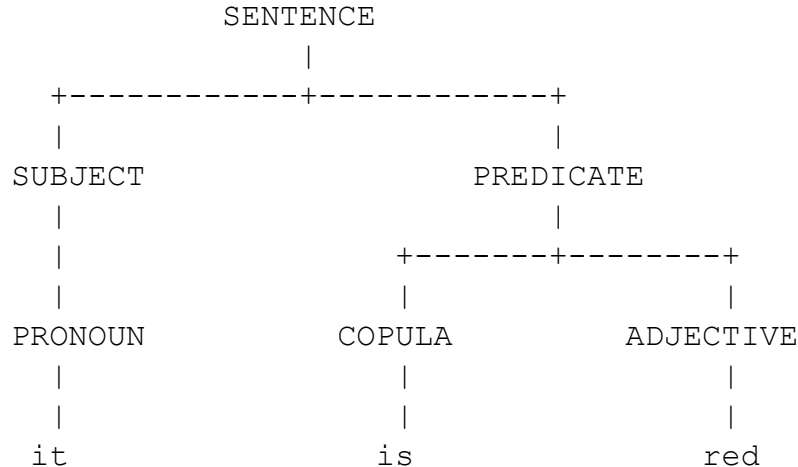 SENTENCE
SUBJECT PREDICATE
PRONOUN COPULA ADJECTIVE
it is red